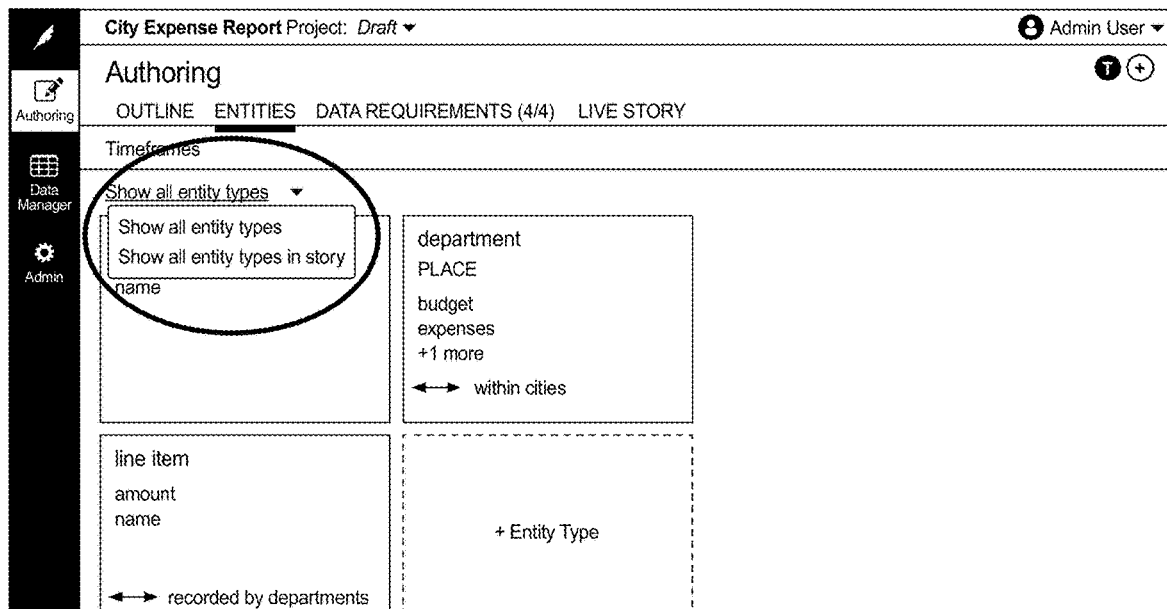 City Expense Report Project: Draft
Admin User
Authoring
T +
OUTLINE ENTITIES DATA REQUIREMENTS (4/4) LIVE STORY
Authoring
Timeframes
Data
Manager
Show all entity types
Show all entity types
Show all entity types in story
name
Admin
department
PLACE
budget
expenses
+1 more
within cities
line item
amount
name
recorded by departments
+ Entity Type